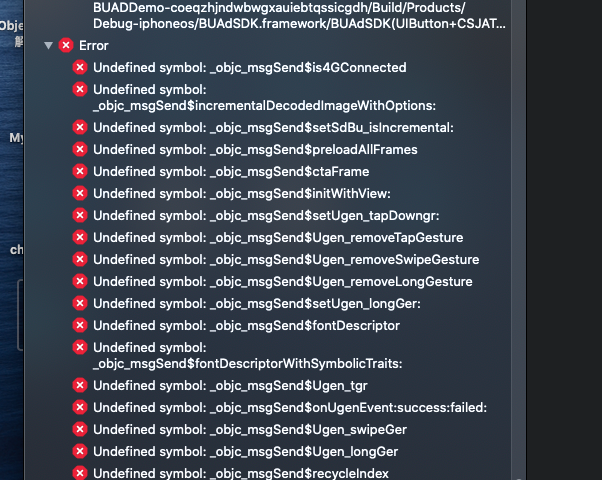 BUADDemo-coeqzhjndwbwgxauiebtqssicgdh/Build/Products/
Debug-iphoneos/BUAdSDK.framework/BUAdSDK(UIButton+CSJAT...
Obje
解
Error
Undefined symbol: _objc_msgSend$is4GConnected
Undefined symbol:
_objc_msgSend$incrementalDecodedImageWithOptions:
Undefined symbol: _objc_msgSend$setSdBu_isIncremental:
My
Undefined symbol: _objc_msgSend$preloadAllFrames
Undefined symbol: _objc_msgSend$ctaFrame
Undefined symbol: _objc_msgSend$initWithView:
Undefined symbol: _objc_msgSend$setUgen_tapDowngr:
Undefined symbol: _objc_msgSend$Ugen_removeTapGesture
ch
Undefined symbol: _objc_msgSend$Ugen_removeSwipeGesture
Undefined symbol: _objc_msgSend$Ugen_removeLongGesture
Undefined symbol: _objc_msgSend$setUgen_longGer:
Undefined symbol: _objc_msgSend$fontDescriptor
Undefined symbol:
_objc_msgSend$fontDescriptorWithSymbolicTraits:
Undefined symbol: _objc_msgSend$Ugen_tgr
Undefined symbol: _objc_msgSend$onUgenEvent:success:failed:
Undefined symbol: _objc_msgSend$Ugen_swipeGer
Undefined symbol: _objc_msgSend$Ugen_longGer
Undefined symbol: _objc_msgSend$recycleIndex